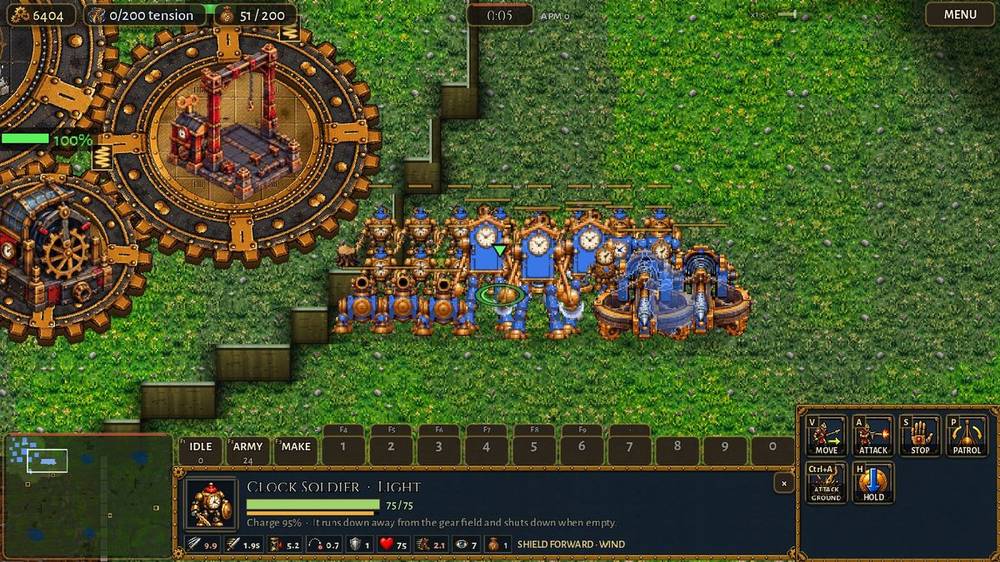 6404
0/200 tension
51 / 200
0:05
APM 0
MENU
100%
F4 F5 F6 F7 F8 F9
F1 IDLE 0
F2 ARMY 24
MAKE
1 2 3 4 5 6 7 8 9 0
CLOCK SOLDIER · LIGHT
75/75
Charge 95% · It runs down away from the gear field and shuts down when empty.
9.9 1.95 5.2 0.7 1 75 2.1 7 1 SHIELD FORWARD · WIND
V MOVE
A ATTACK
S STOP
P PATROL
Ctrl+A ATTACK GROUND
H HOLD